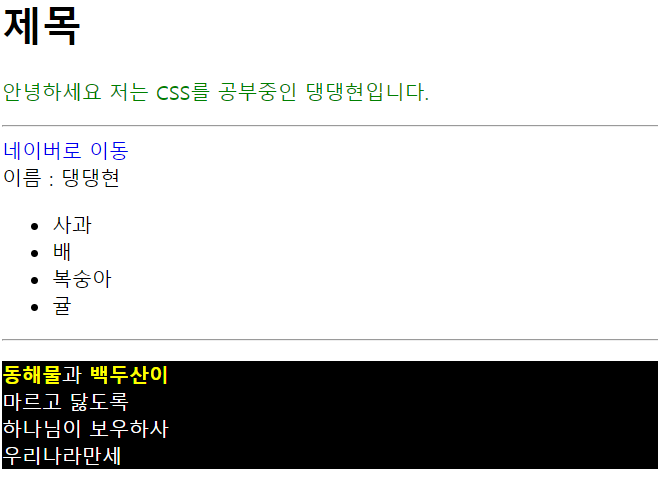 제목
안녕하세요 저는 CSS를 공부중인 댕댕현입니다.
네이버로 이동
이름 : 댕댕현
사과
배
복숭아
귤
동해물과 백두산이
마르고 닳도록
하나님이 보우하사
우리나라만세